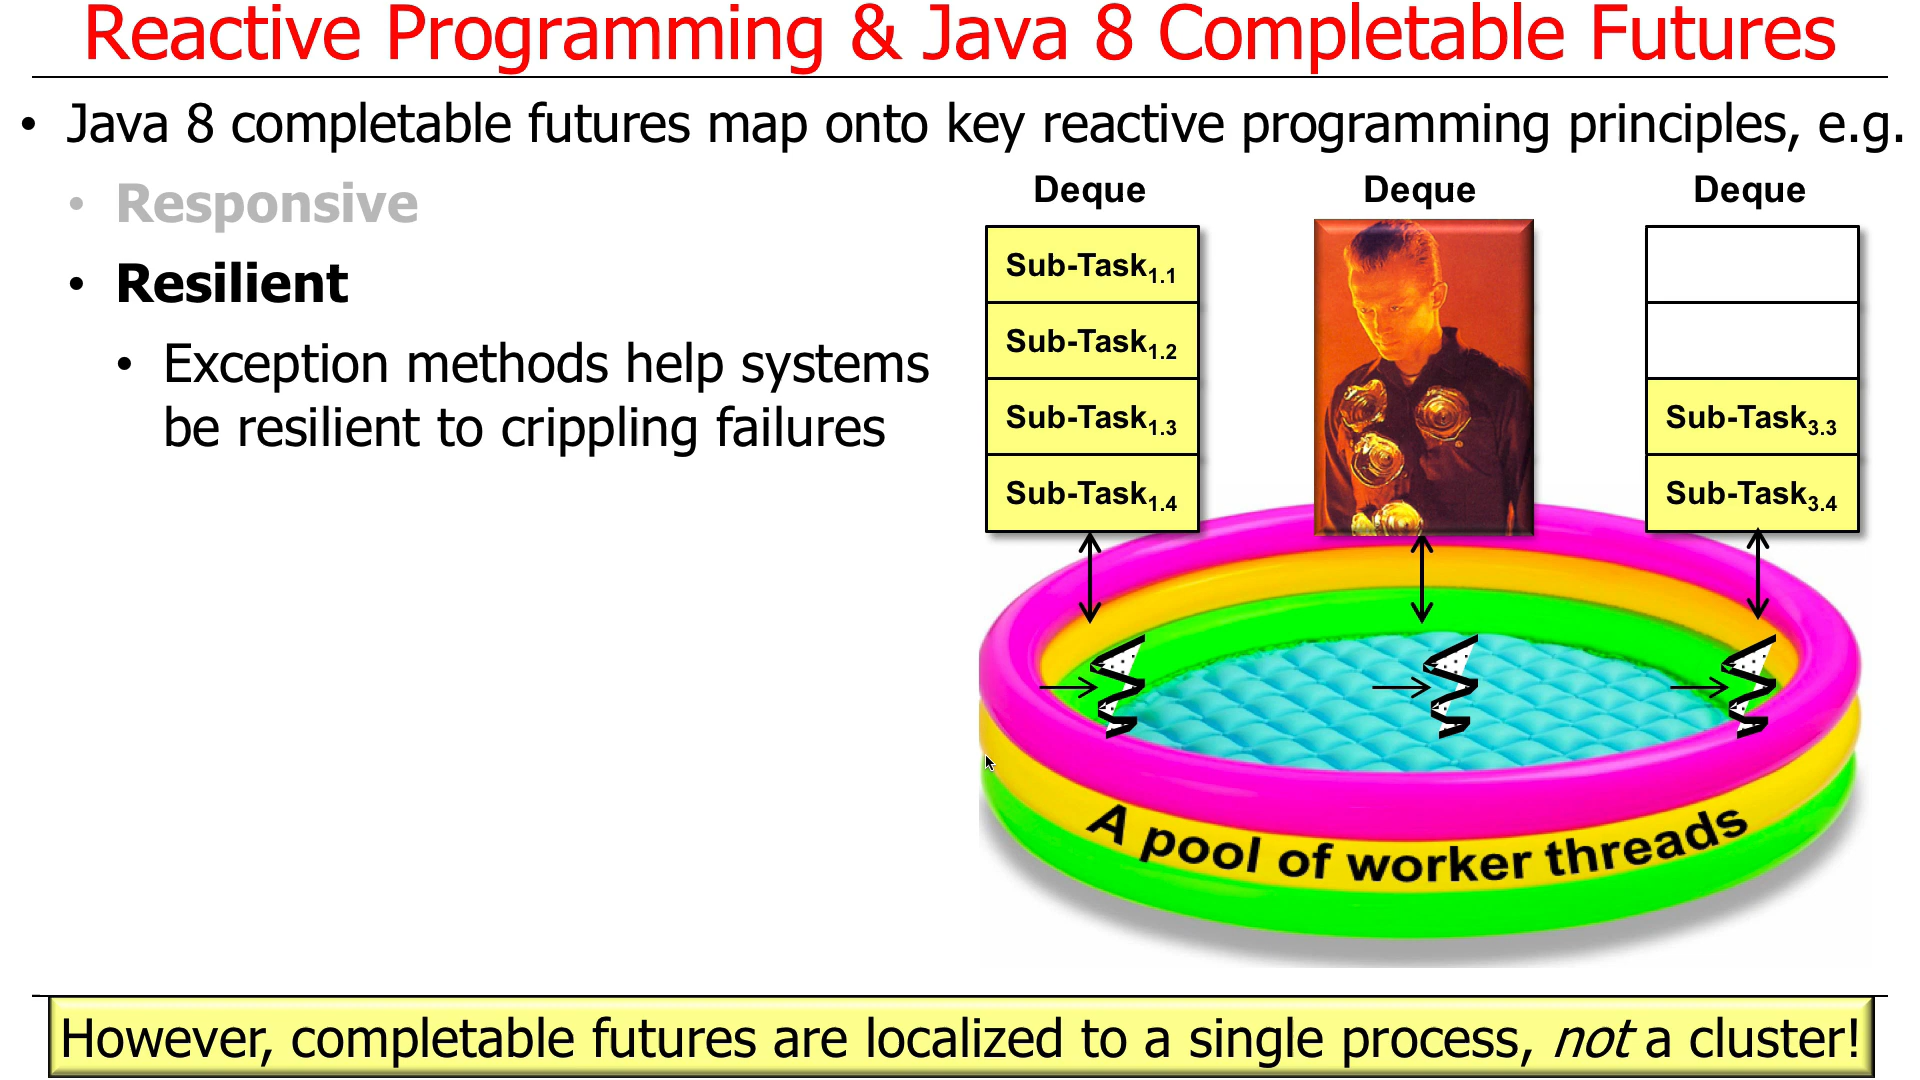 Reactive Programming & Java 8 Completable Futures
• Java 8 completable futures map onto key reactive programming principles, e.g.
• Responsive
• Resilient
• Exception methods help systems
be resilient to crippling failures
Deque
Sub-Task1.1
Sub-Task1.2
Sub-Task1.3
Sub-Task1.4
Deque
Deque
Sub-Task3.3
Sub-Task3.4
A pool of worker threads
However, completable futures are localized to a single process, not a cluster!